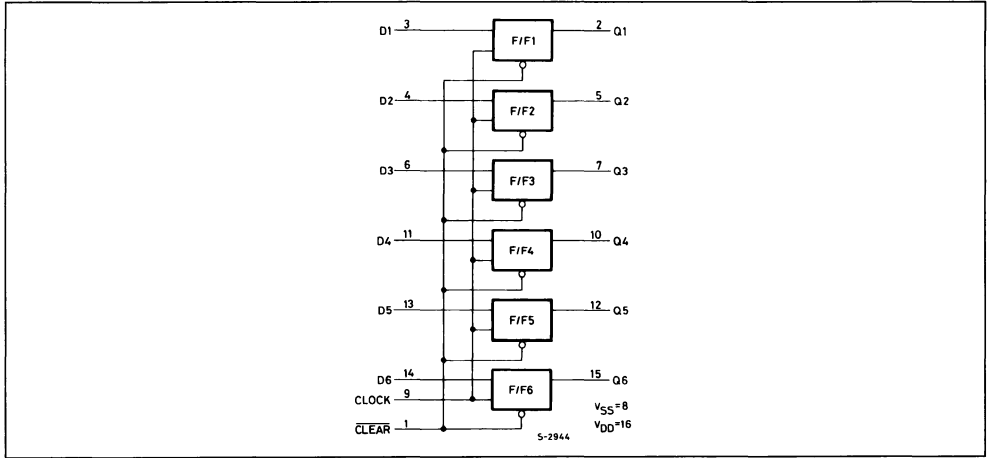 D1 3 F/F1 2 Q1
D2 4 F/F2 5 Q2
D3 6 F/F3 7 Q3
D4 11 F/F4 10 Q4
D5 13 F/F5 12 Q5
D6 14 F/F6 15 Q6
CLOCK 9
VSS=8
CLEAR 1
VDD=16
S-2944